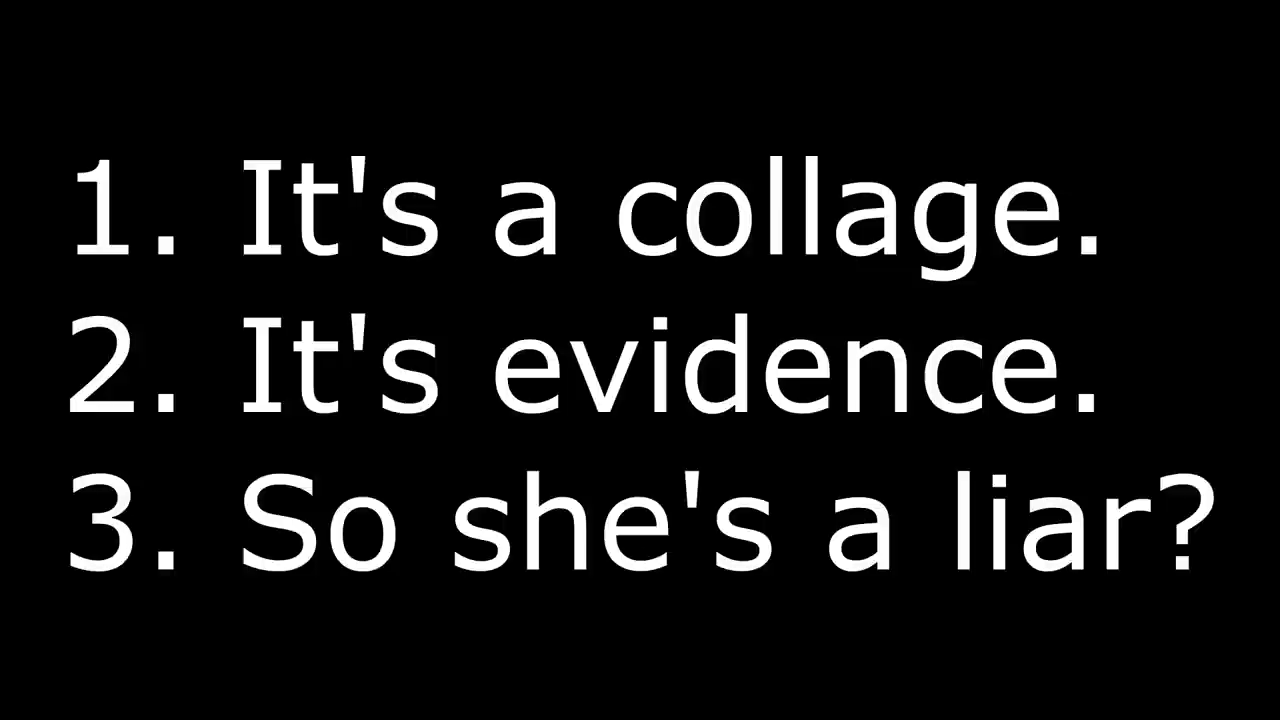 1. It's a collage.
2. It's evidence.
3. So she's a liar?